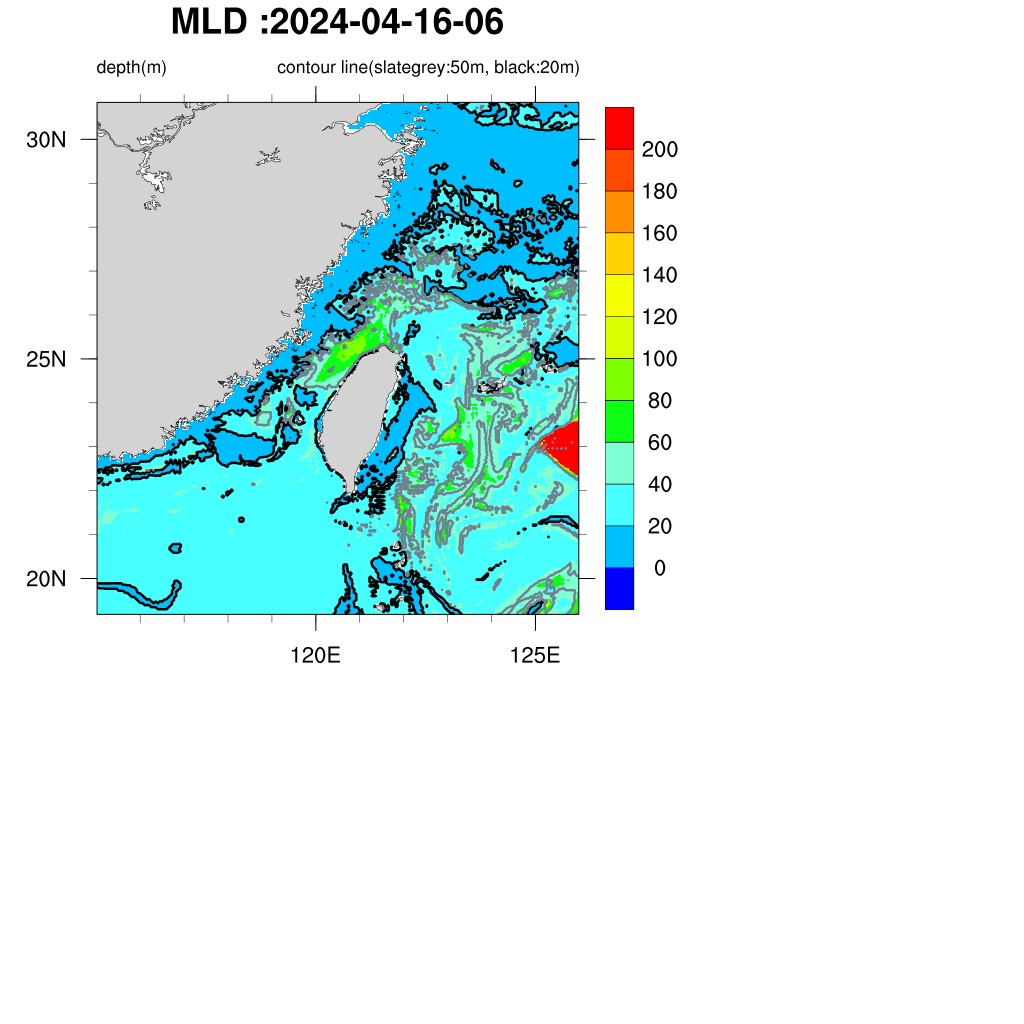 MLD :2024-04-16-06
depth(m)
contour line(slategrey:50m, black:20m)
30N
25N
20N
120E
125E
200
180
160
140
120
100
80
60
40
20
0